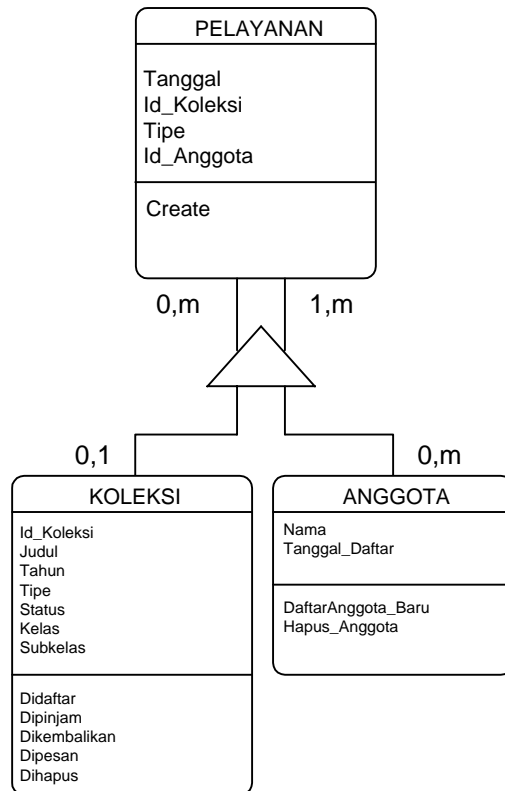 PELAYANAN
Tanggal
Id_Koleksi
Tipe
Id_Anggota
Create
0,m
1,m
0,1
0,m
KOLEKSI
Id_Koleksi
Judul
Tahun
Tipe
Status
Kelas
Subkelas
Didaftar
Dipinjam
Dikembalikan
Dipesan
Dihapus
ANGGOTA
Nama
Tanggal_Daftar
DaftarAnggota_Baru
Hapus_Anggota